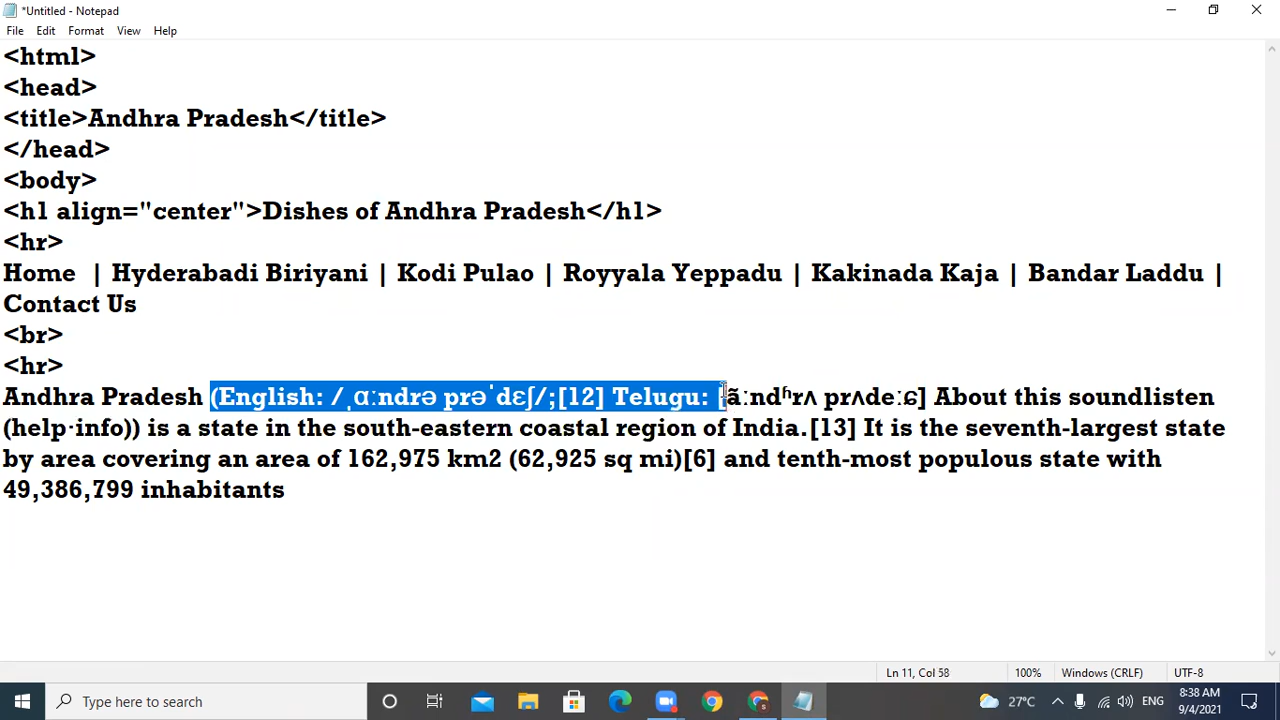 *Untitled - Notepad
File Edit Format View Help
<html>
<head>
<title>Andhra Pradesh</title>
</head>
<body>
<h1 align="center">Dishes of Andhra Pradesh</h1>
<hr>
Home | Hyderabadi Biriyani | Kodi Pulao | Royyala Yeppadu | Kakinada Kaja | Bandar Laddu |
Contact Us
<br>
<hr>
Andhra Pradesh (English: /ˌɑːndrə prəˈdɛʃ/;[12] Telugu: [ãːndʱrʌ prʌdeːɕ] About this soundlisten
(help·info)) is a state in the south-eastern coastal region of India.[13] It is the seventh-largest state
by area covering an area of 162,975 km2 (62,925 sq mi)[6] and tenth-most populous state with
49,386,799 inhabitants
Ln 11, Col 58 100% Windows (CRLF) UTF-8
Type here to search
27°C ENG 8:38 AM
9/4/2021